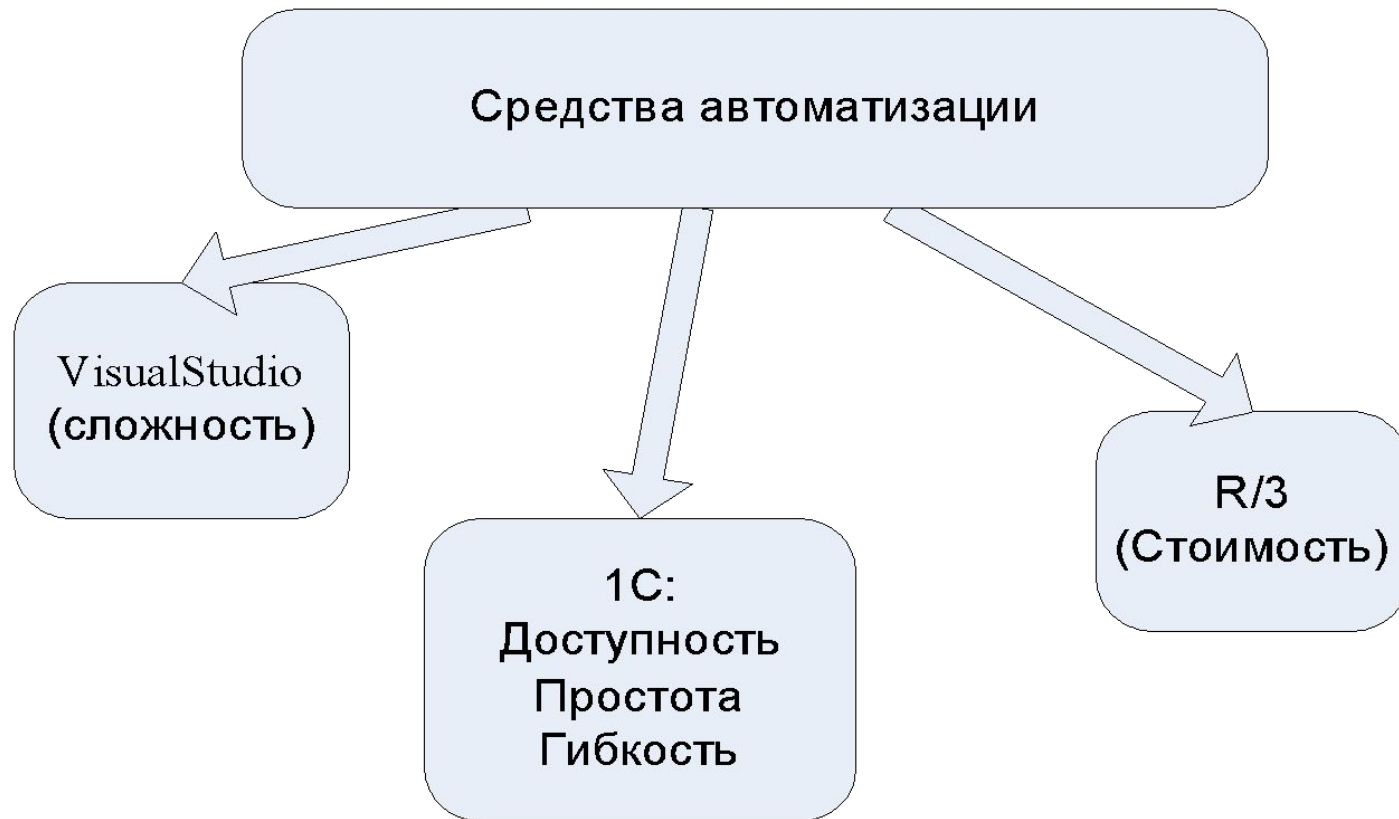 Средства автоматизации
VisualStudio
(сложность)
1С:
Доступность
Простота
Гибкость
R/3
(Стоимость)